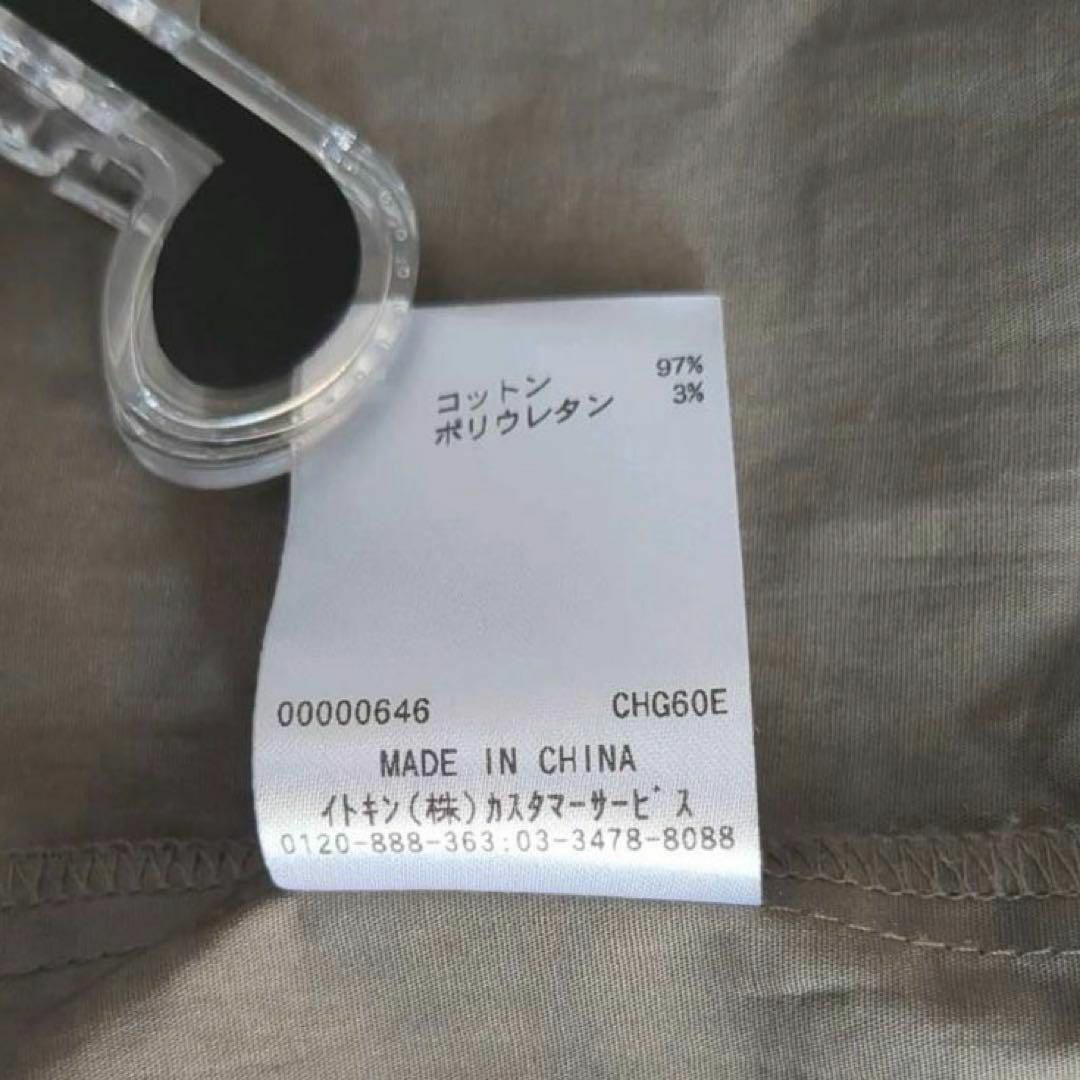 コットン 97%
ポリウレタン 3%
00000646 CHG60E
MADE IN CHINA
イトキン(株)カスタマーサービス
0120-888-363:03-3478-8088